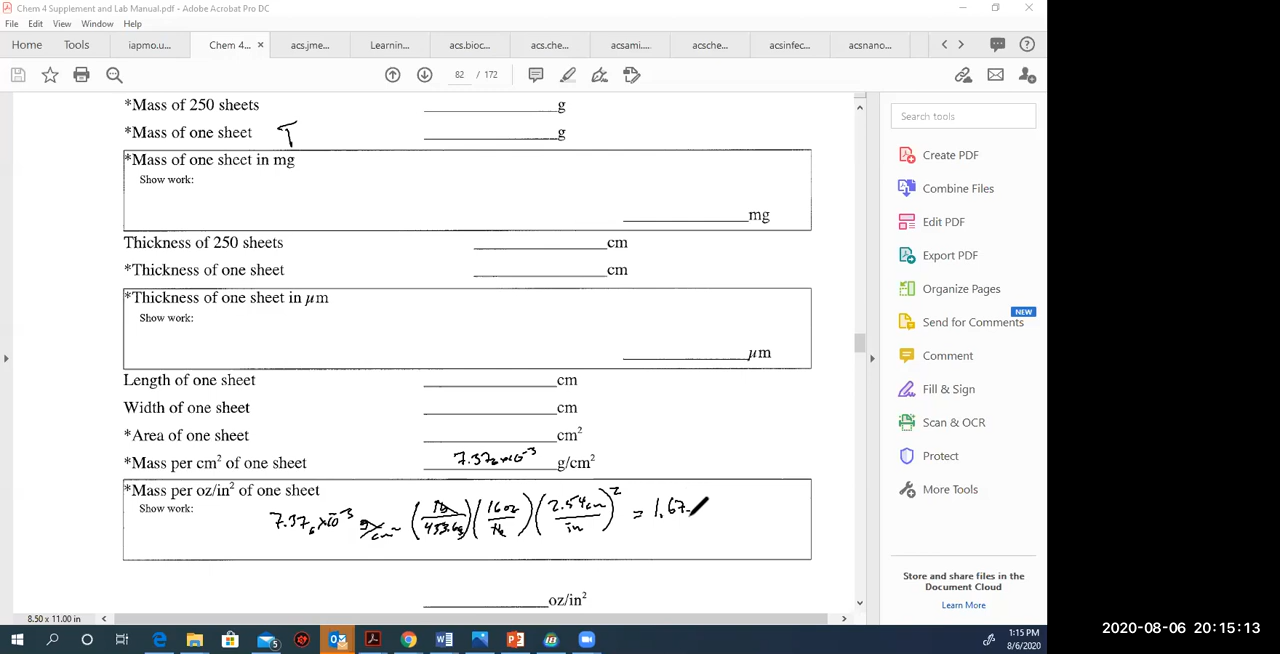 Chem 4 Supplement and Lab Manual.pdf - Adobe Acrobat Pro DC
File Edit View Window Help
Home Tools iapmo.u... Chem 4... × acs.jme... Learnin... acs.bioc... acs.che... acsami.... acsche... acsinfec... acsnano...
82 / 172
*Mass of 250 sheets g
*Mass of one sheet g
*Mass of one sheet in mg
Show work:
mg
Thickness of 250 sheets cm
*Thickness of one sheet cm
*Thickness of one sheet in μm
Show work:
μm
Length of one sheet cm
Width of one sheet cm
*Area of one sheet cm²
*Mass per cm² of one sheet 7.37₆×10⁻³ g/cm²
*Mass per oz/in² of one sheet
Show work:
7.37₆×10⁻³ g/cm² (lb/453.6g)(16oz/lb)(2.54cm/in)² = 1.67
oz/in²
8.50 x 11.00 in
Search tools
Create PDF
Combine Files
Edit PDF
Export PDF
Organize Pages
NEW
Send for Comments
Comment
Fill & Sign
Scan & OCR
Protect
More Tools
Store and share files in the
Document Cloud
Learn More
5
1:15 PM
8/6/2020
2020-08-06 20:15:13